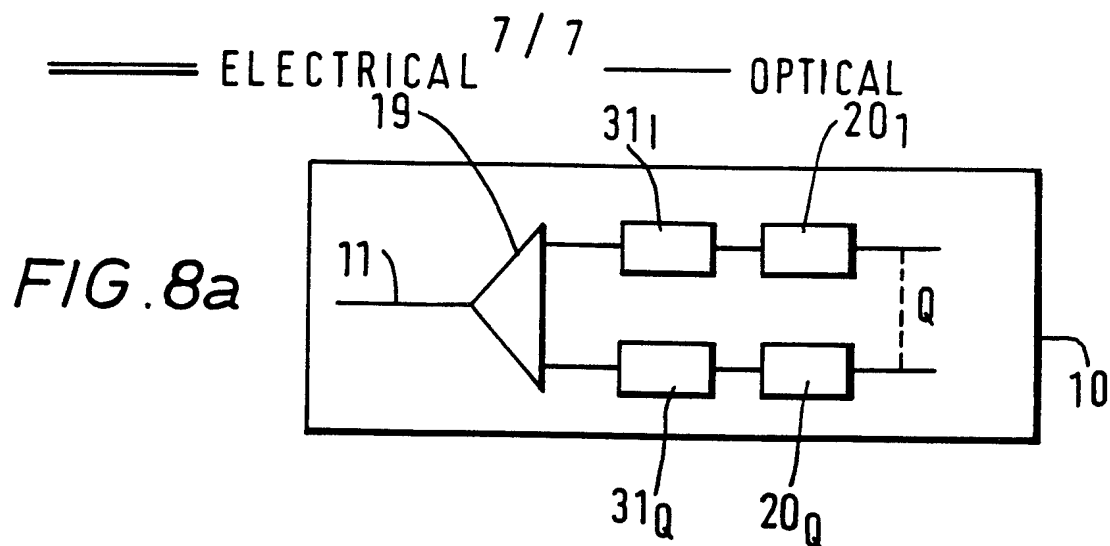 7 / 7
ELECTRICAL OPTICAL
19 31₁ 20₁
11
FIG. 8a
Q
10
31Q 20Q